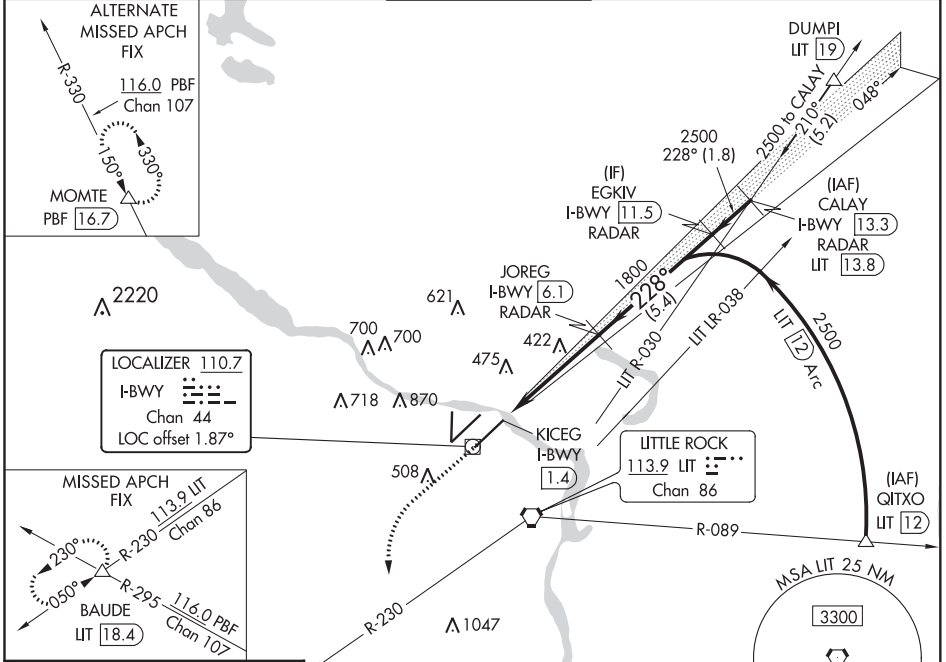 ALTERNATE
MISSED APCH
FIX
R-330
116.0 PBF
Chan 107
150°
330°
MOMTE
PBF 16.7
DUMPI
LIT 19
048°
2500 to CALAY
210°
(5.2)
2500
228° (1.8)
(IF)
EGKIV
I-BWY 11.5
RADAR
(IAF)
CALAY
I-BWY 13.3
RADAR
LIT 13.8
JOREG
I-BWY 6.1
RADAR
1800
228°
(5.4)
LIT R-030
LIT LR-038
2500
LIT 12 Arc
2220
621
700
700
422
475
718
870
LOCALIZER 110.7
I-BWY
Chan 44
LOC offset 1.87°
KICEG
I-BWY
1.4
LITTLE ROCK
113.9 LIT
Chan 86
508
(IAF)
QITXO
LIT 12
R-089
MISSED APCH
FIX
113.9 LIT
R-230 Chan 86
230°
050°
R-295 116.0 PBF
Chan 107
BAUDE
LIT 18.4
R-230
1047
MSA LIT 25 NM
3300